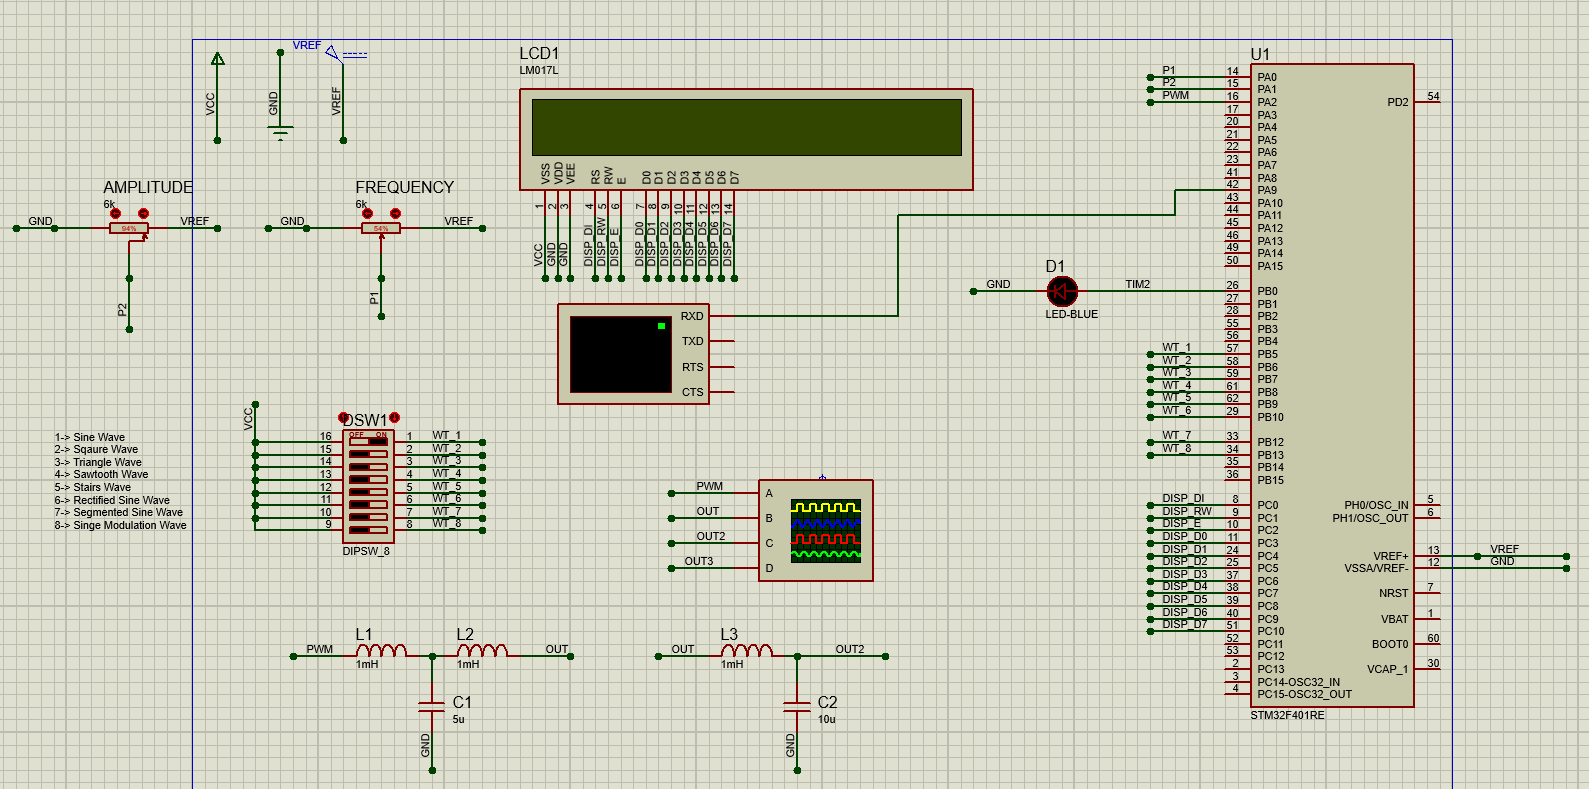 VREF
VCC
GND
VREF
AMPLITUDE
6k
GND
94%
VREF
P2
FREQUENCY
6k
GND
54%
VREF
P1
LCD1
LM017L
VSS
VDD
VEE
RS
RW
E
D0
D1
D2
D3
D4
D5
D6
D7
1
2
3
4
5
6
7
8
9
10
11
12
13
14
VCC
GND
GND
DISP_DI
DISP_RW
DISP_E
DISP_D0
DISP_D1
DISP_D2
DISP_D3
DISP_D4
DISP_D5
DISP_D6
DISP_D7
RXD
TXD
RTS
CTS
D1
GND
TIM2
LED-BLUE
VCC
DSW1
OFF ON
16 1 WT_1
15 2 WT_2
14 3 WT_3
13 4 WT_4
12 5 WT_5
11 6 WT_6
10 7 WT_7
9 8 WT_8
DIPSW_8
1-> Sine Wave
2-> Sqaure Wave
3-> Triangle Wave
4-> Sawtooth Wave
5-> Stairs Wave
6-> Rectified Sine Wave
7-> Segmented Sine Wave
8-> Singe Modulation Wave
PWM A
OUT B
OUT2 C
OUT3 D
L1
L2
PWM
1mH
1mH
OUT
C1
5u
GND
L3
OUT
1mH
OUT2
C2
10u
GND
U1
P1 14 PA0
P2 15 PA1
PWM 16 PA2
17 PA3
20 PA4
21 PA5
22 PA6
23 PA7
41 PA8
42 PA9
43 PA10
44 PA11
45 PA12
46 PA13
49 PA14
50 PA15
26 PB0
27 PB1
28 PB2
55 PB3
56 PB4
WT_1 57 PB5
WT_2 58 PB6
WT_3 59 PB7
WT_4 61 PB8
WT_5 62 PB9
WT_6 29 PB10
WT_7 33 PB12
WT_8 34 PB13
35 PB14
36 PB15
DISP_DI 8 PC0
DISP_RW 9 PC1
DISP_E 10 PC2
DISP_D0 11 PC3
DISP_D1 24 PC4
DISP_D2 25 PC5
DISP_D3 37 PC6
DISP_D4 38 PC7
DISP_D5 39 PC8
DISP_D6 40 PC9
DISP_D7 51 PC10
52 PC11
53 PC12
2 PC13
3 PC14-OSC32_IN
4 PC15-OSC32_OUT
PD2 54
PH0/OSC_IN 5
PH1/OSC_OUT 6
VREF+ 13 VREF
VSSA/VREF- 12 GND
NRST 7
VBAT 1
BOOT0 60
VCAP_1 30
STM32F401RE